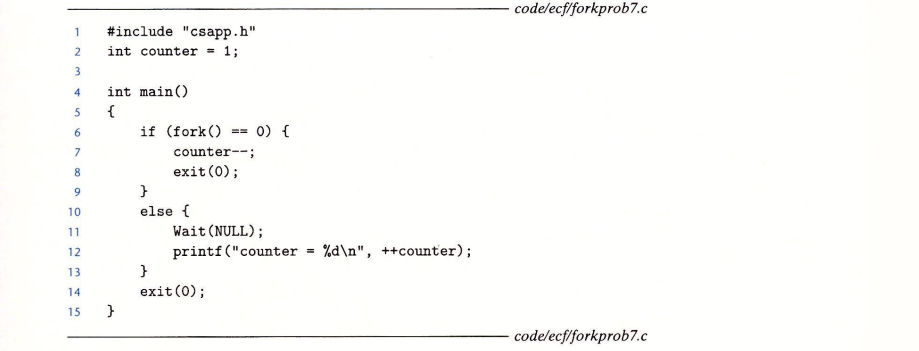 code/ecf/forkprob7.c
1 #include "csapp.h"
2 int counter = 1;
3
4 int main()
5 {
6     if (fork() == 0) {
7         counter--;
8         exit(0);
9     }
10     else {
11         Wait(NULL);
12         printf("counter = %d\n", ++counter);
13     }
14     exit(0);
15 }
code/ecf/forkprob7.c